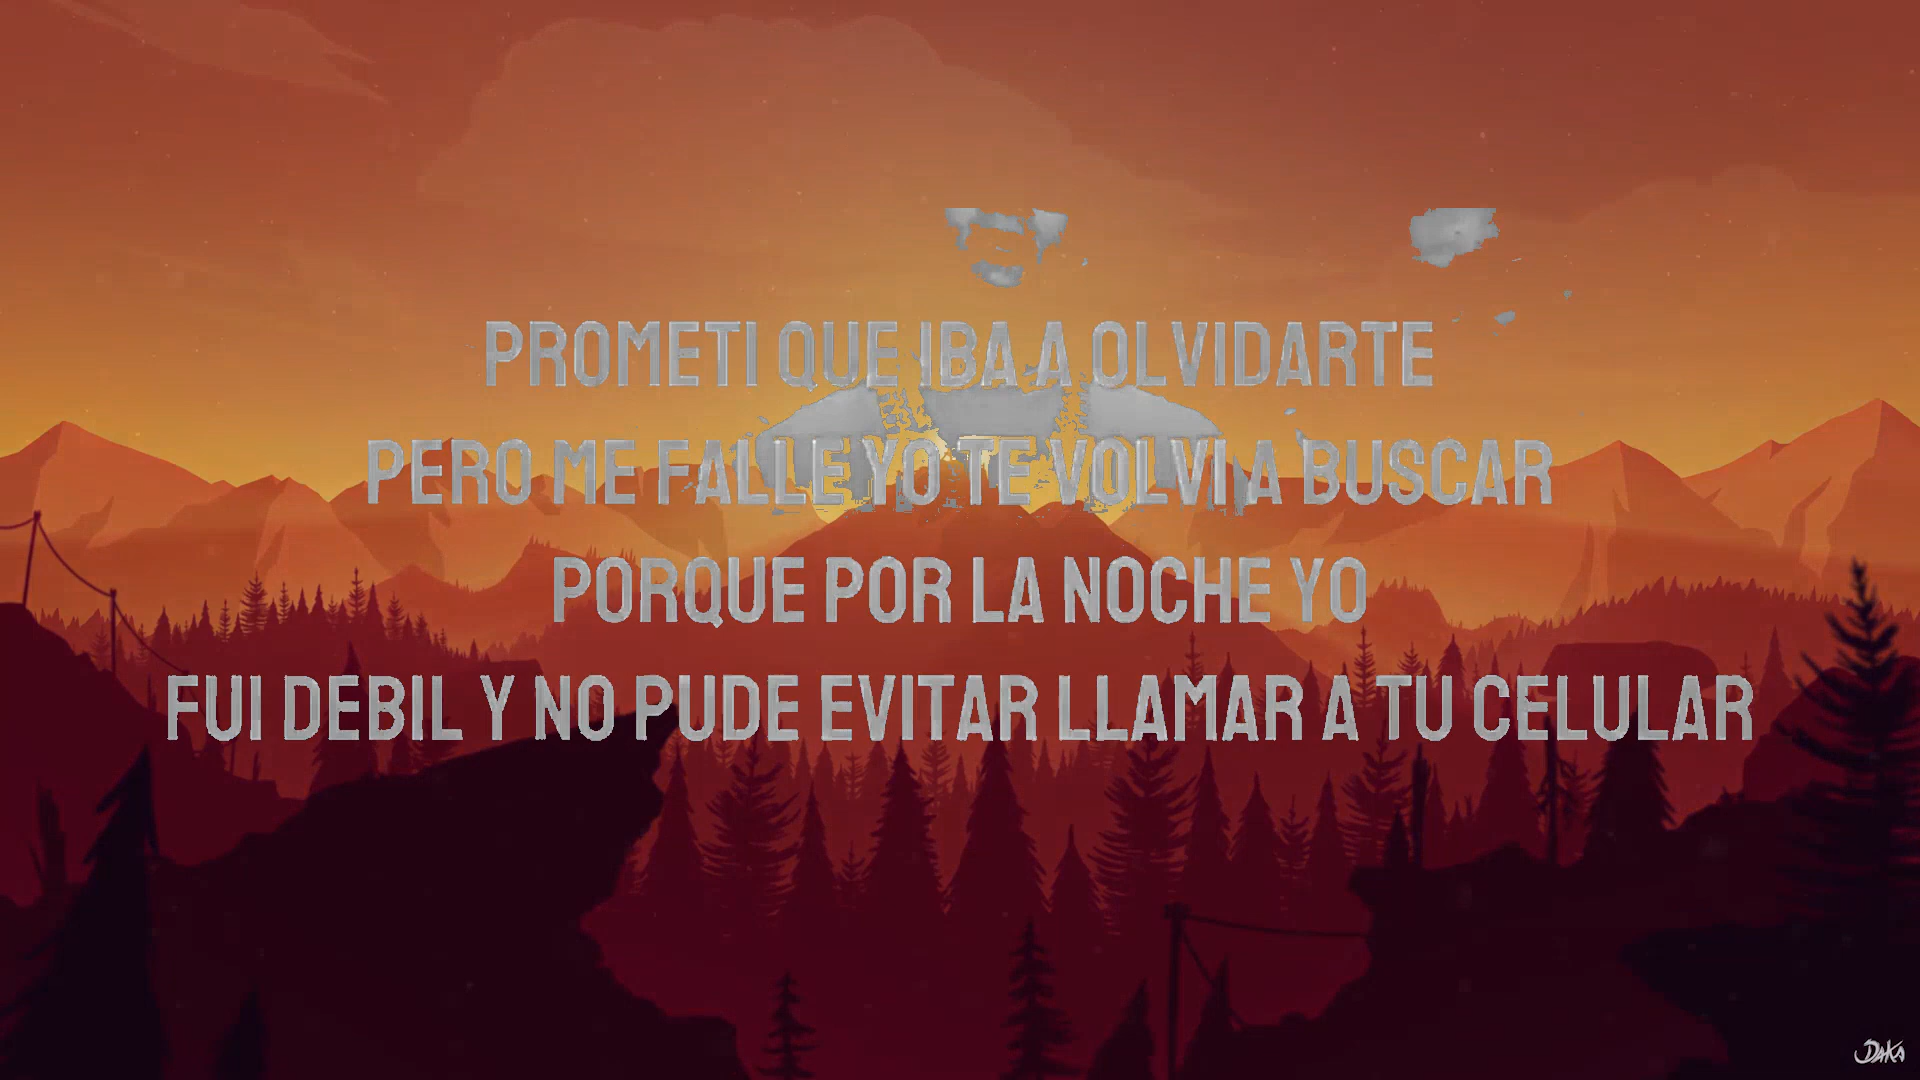 PROMETI QUE IBA A OLVIDARTE
PERO ME FALLE YO TE VOLVI A BUSCAR
PORQUE POR LA NOCHE YO
FUI DEBIL Y NO PUDE EVITAR LLAMAR A TU CELULAR
DAKA